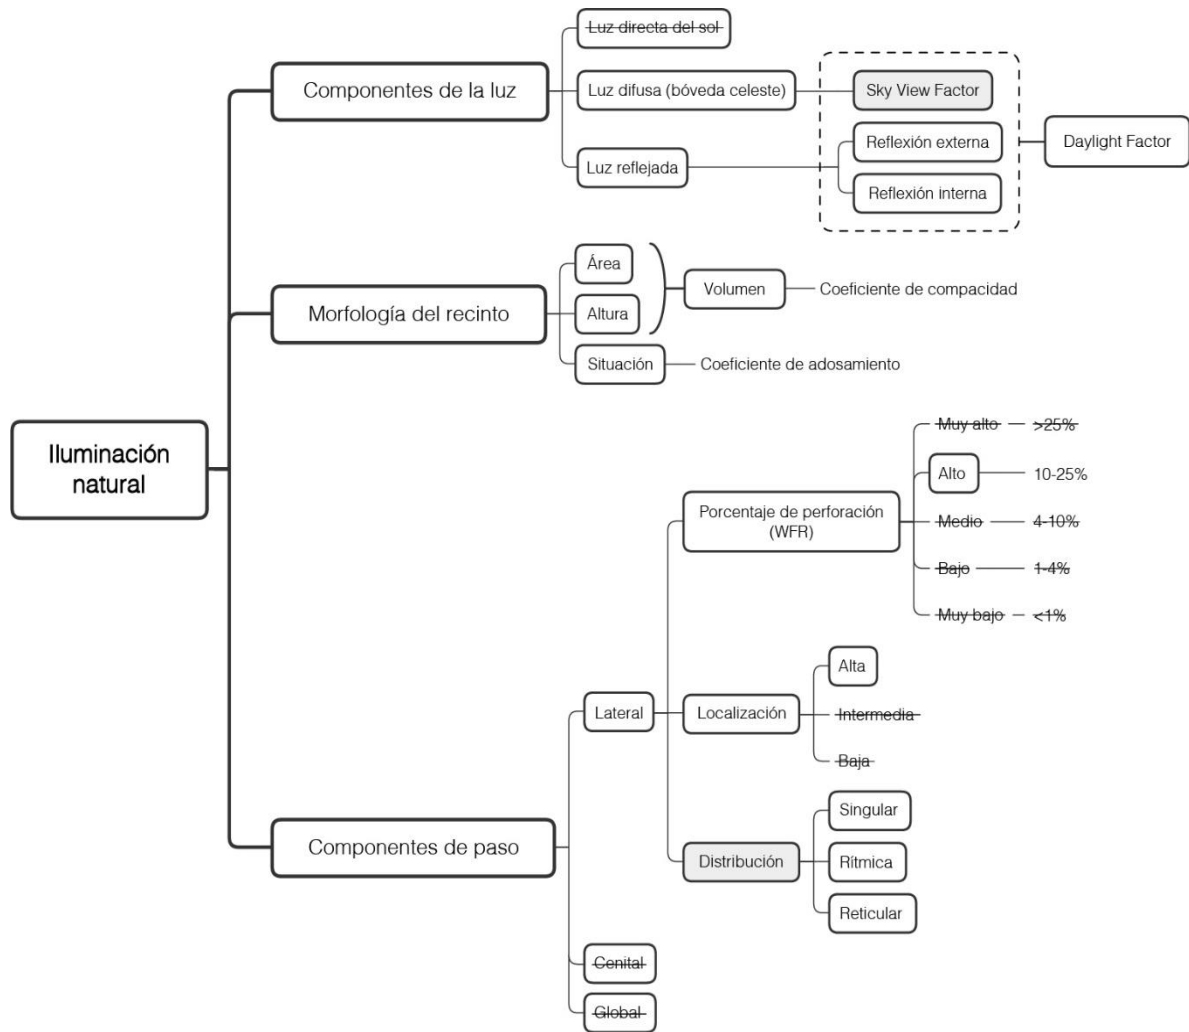 Iluminación
natural
Componentes de la luz
Luz directa del sol
Luz difusa (bóveda celeste)
Sky View Factor
Luz reflejada
Reflexión externa
Reflexión interna
Daylight Factor
Morfología del recinto
Área
Altura
Volumen
Coeficiente de compacidad
Situación
Coeficiente de adosamiento
Componentes de paso
Lateral
Porcentaje de perforación
(WFR)
Muy alto
>25%
Alto
10-25%
Medio
4-10%
Bajo
1-4%
Muy bajo
<1%
Localización
Alta
Intermedia
Baja
Distribución
Singular
Rítmica
Reticular
Cenital
Global